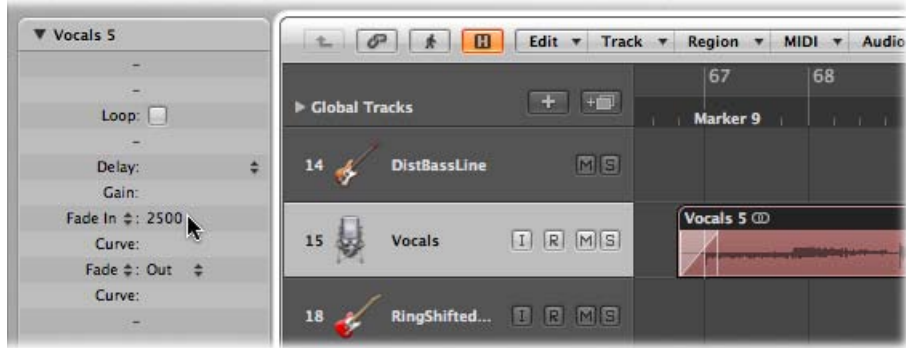 Vocals 5
-
-
Loop:
-
Delay:
Gain:
Fade In : 2500
Curve:
Fade : Out
Curve:
-
H Edit Track Region MIDI Audio
67 68
Global Tracks
Marker 9
14 DistBassLine M S
15 Vocals I R M S
Vocals 5
18 RingShifted... I R M S